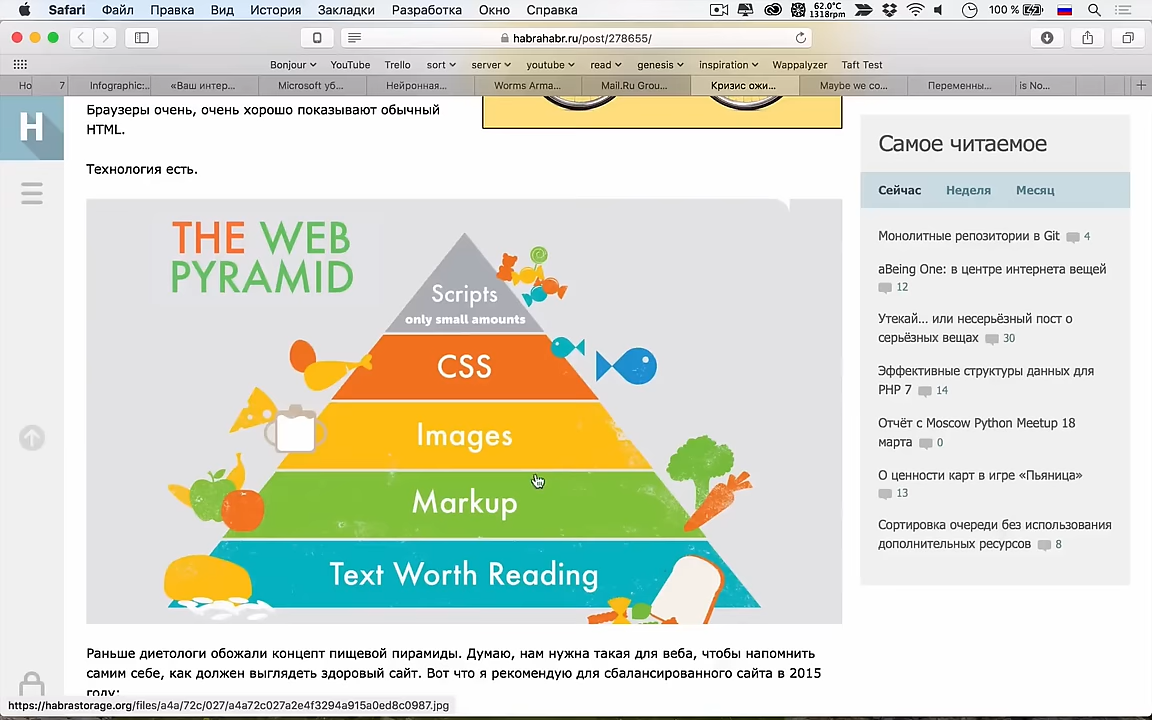 Safari Файл Правка Вид История Закладки Разработка Окно Справка
62.0°C
1318rpm
100 %
habrahabr.ru/post/278655/
Bonjour YouTube Trello sort server youtube read genesis inspiration Wappalyzer Taft Test
Ho 7 Infographic:... «Ваш интер... Microsoft уб... Нейронная... Worms Arma... Mail.Ru Grou... Кризис ожи... Maybe we co... Переменны... is No...
H
Браузеры очень, очень хорошо показывают обычный
HTML.
Технология есть.
THE WEB
PYRAMID
Scripts
only small amounts
CSS
Images
Markup
Text Worth Reading
Раньше диетологи обожали концепт пищевой пирамиды. Думаю, нам нужна такая для веба, чтобы напомнить
самим себе, как должен выглядеть здоровый сайт. Вот что я рекомендую для сбалансированного сайта в 2015
году:
https://habrastorage.org/files/a4a/72c/027/a4a72c027a2e4f3294a915a0ed8c0987.jpg
Самое читаемое
Сейчас Неделя Месяц
Монолитные репозитории в Git 4
aBeing One: в центре интернета вещей
12
Утекай... или несерьёзный пост о
серьёзных вещах 30
Эффективные структуры данных для
PHP 7 14
Отчёт с Moscow Python Meetup 18
марта 0
О ценности карт в игре «Пьяница»
13
Сортировка очереди без использования
дополнительных ресурсов 8